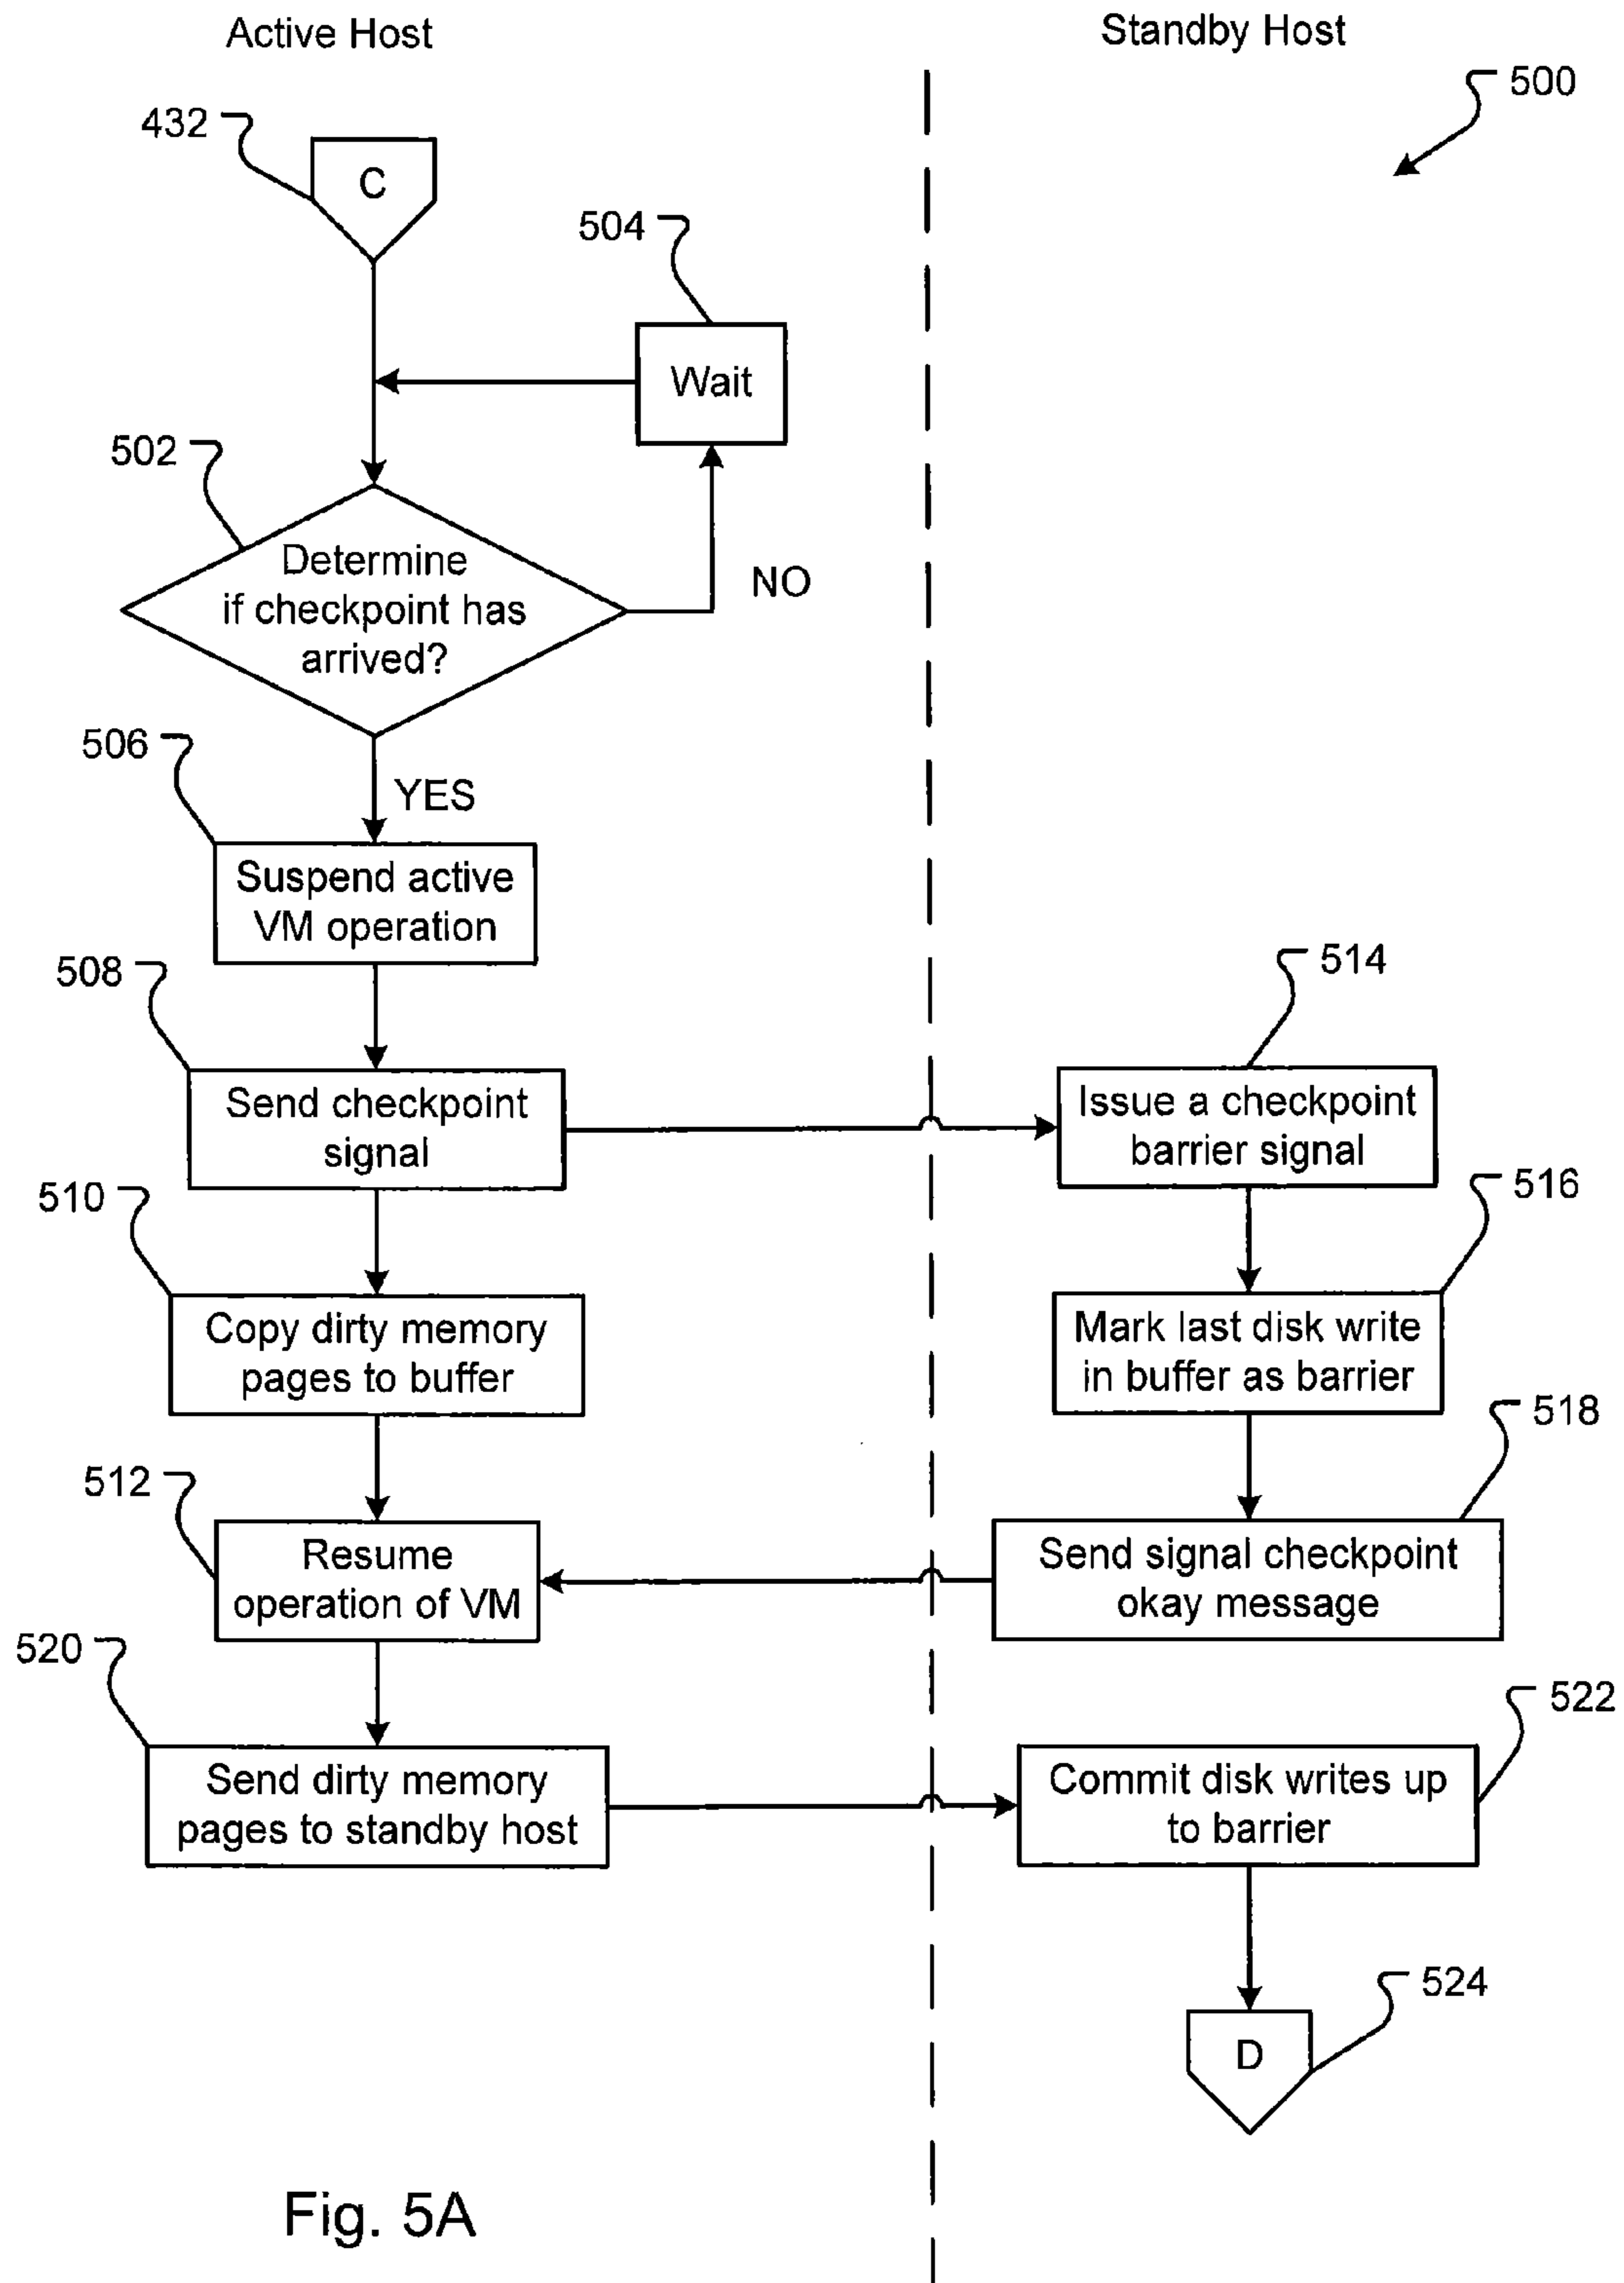 Active Host
Standby Host
500
432
C
504
Wait
502
Determine
if checkpoint has
arrived?
NO
506
YES
Suspend active
VM operation
508
514
Send checkpoint
signal
Issue a checkpoint
barrier signal
510
516
Copy dirty memory
pages to buffer
Mark last disk write
in buffer as barrier
512
518
Resume
operation of VM
Send signal checkpoint
okay message
520
522
Send dirty memory
pages to standby host
Commit disk writes up
to barrier
524
D
Fig. 5A